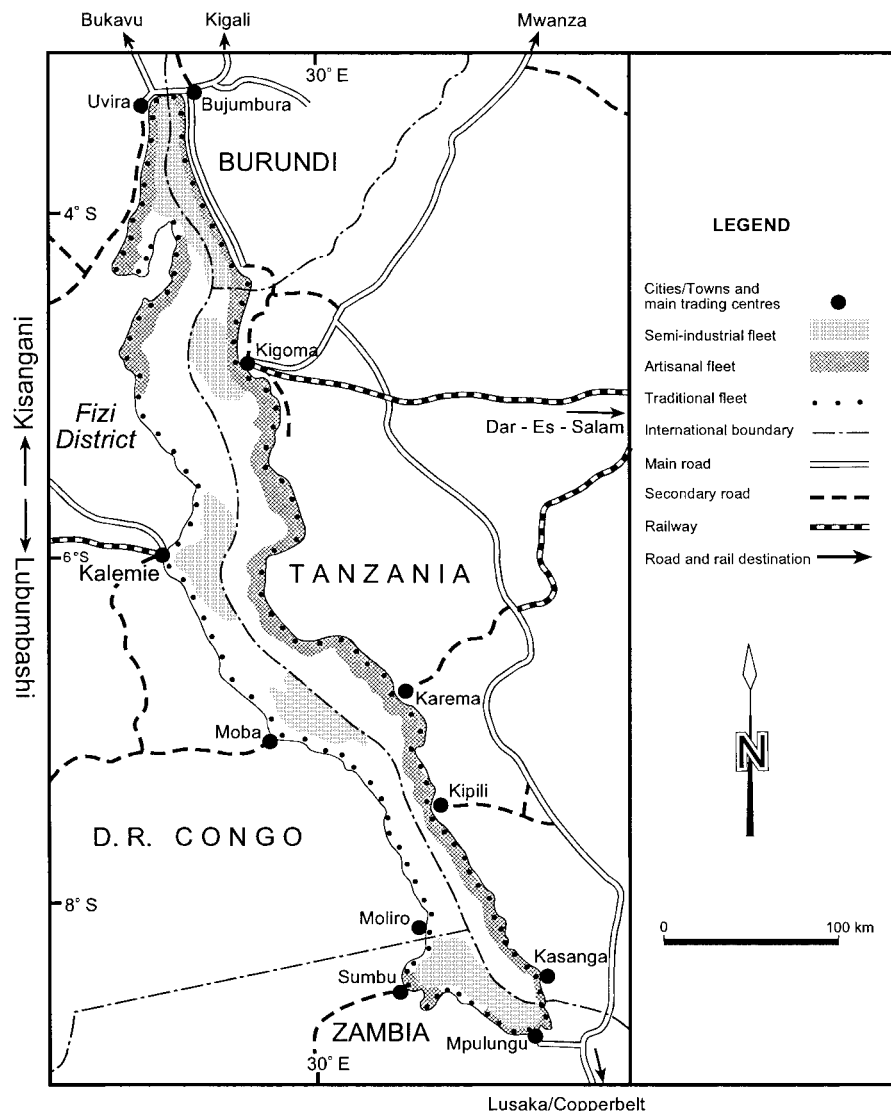 Bukavu
Kigali
Mwanza
30° E
Uvira
Bujumbura
BURUNDI
4° S
Kigoma
Dar - Es - Salam
Fizi
District
Kisangani
Lubumbashi
6°S
Kalemie
TANZANIA
Karema
Moba
Kipili
D.R. CONGO
8° S
Moliro
Kasanga
Sumbu
ZAMBIA
Mpulungu
30° E
Lusaka/Copperbelt
LEGEND
Cities/Towns and
main trading centres
Semi-industrial fleet
Artisanal fleet
Traditional fleet
International boundary
Main road
Secondary road
Railway
Road and rail destination
N
0
100 km